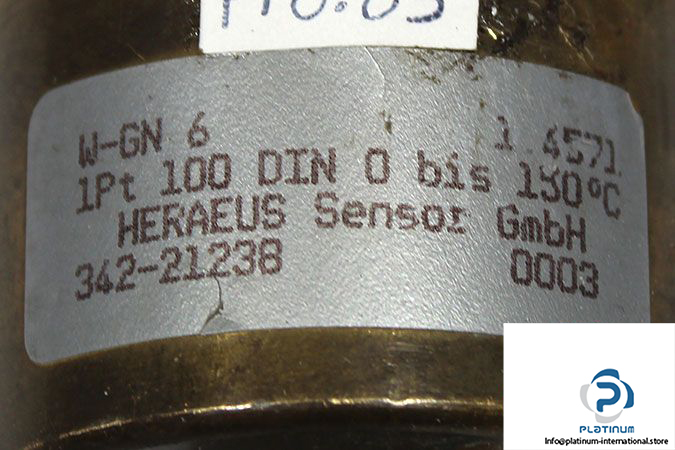 W-GN 6 1.4571
1Pt 100 DIN 0 bis 150°C
HERAEUS Sensor GmbH
342-21238 0003
PLATINUM
Info@platinum-international.store